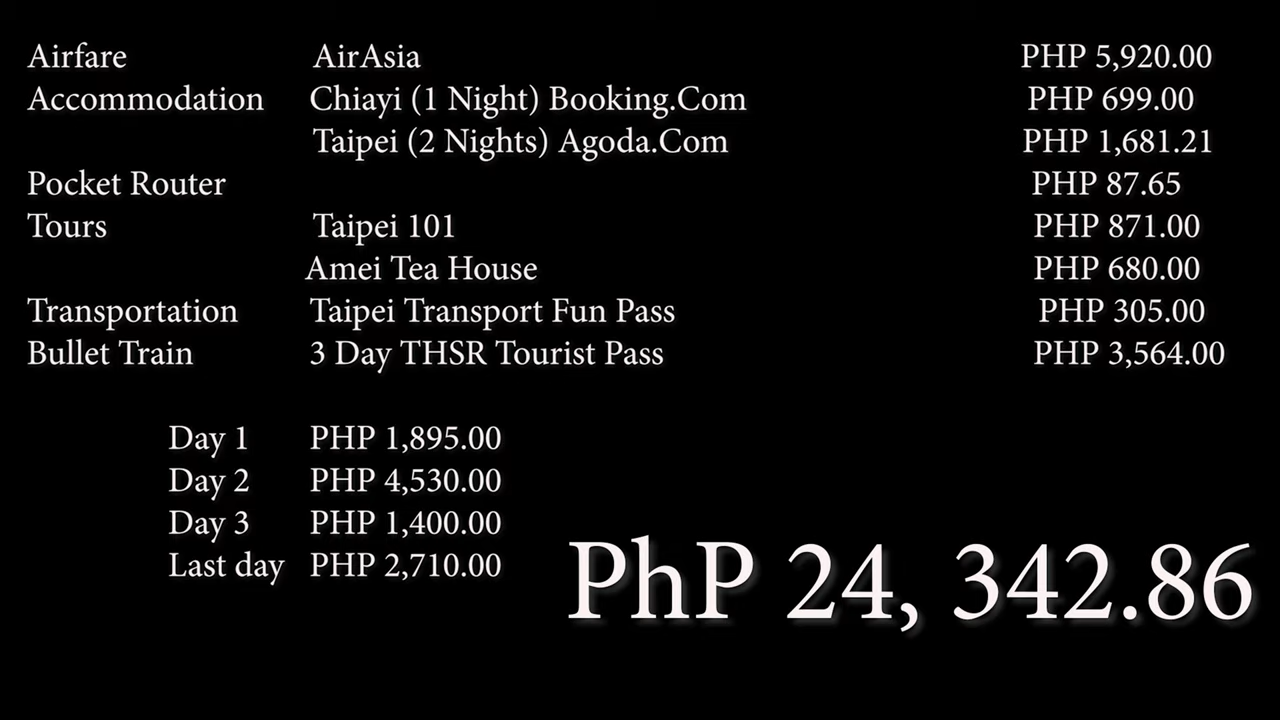 Airfare AirAsia PHP 5,920.00
Accommodation Chiayi (1 Night) Booking.Com PHP 699.00
Taipei (2 Nights) Agoda.Com PHP 1,681.21
Pocket Router PHP 87.65
Tours Taipei 101 PHP 871.00
Amei Tea House PHP 680.00
Transportation Taipei Transport Fun Pass PHP 305.00
Bullet Train 3 Day THSR Tourist Pass PHP 3,564.00
Day 1 PHP 1,895.00
Day 2 PHP 4,530.00
Day 3 PHP 1,400.00
Last day PHP 2,710.00
PhP 24, 342.86